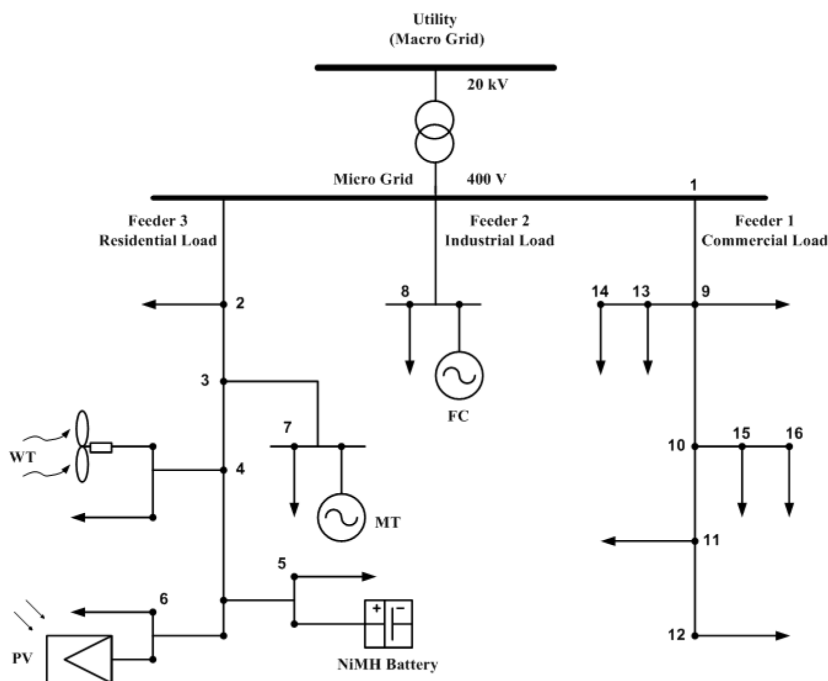 Utility
(Macro Grid)
20 kV
Micro Grid 400 V 1
Feeder 3
Residential Load
Feeder 2
Industrial Load
Feeder 1
Commercial Load
2
8
14 13 9
3
FC
7
WT
4
10 15 16
MT
11
5
6
+ −
12
PV
NiMH Battery